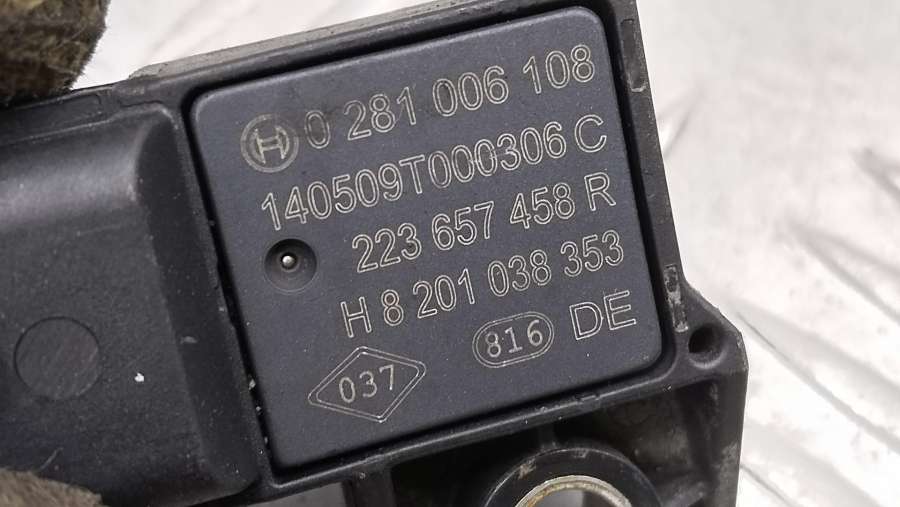 0 281 006 108
140509T000306 C
223 657 458 R
H 8 201 038 353
037 816 DE